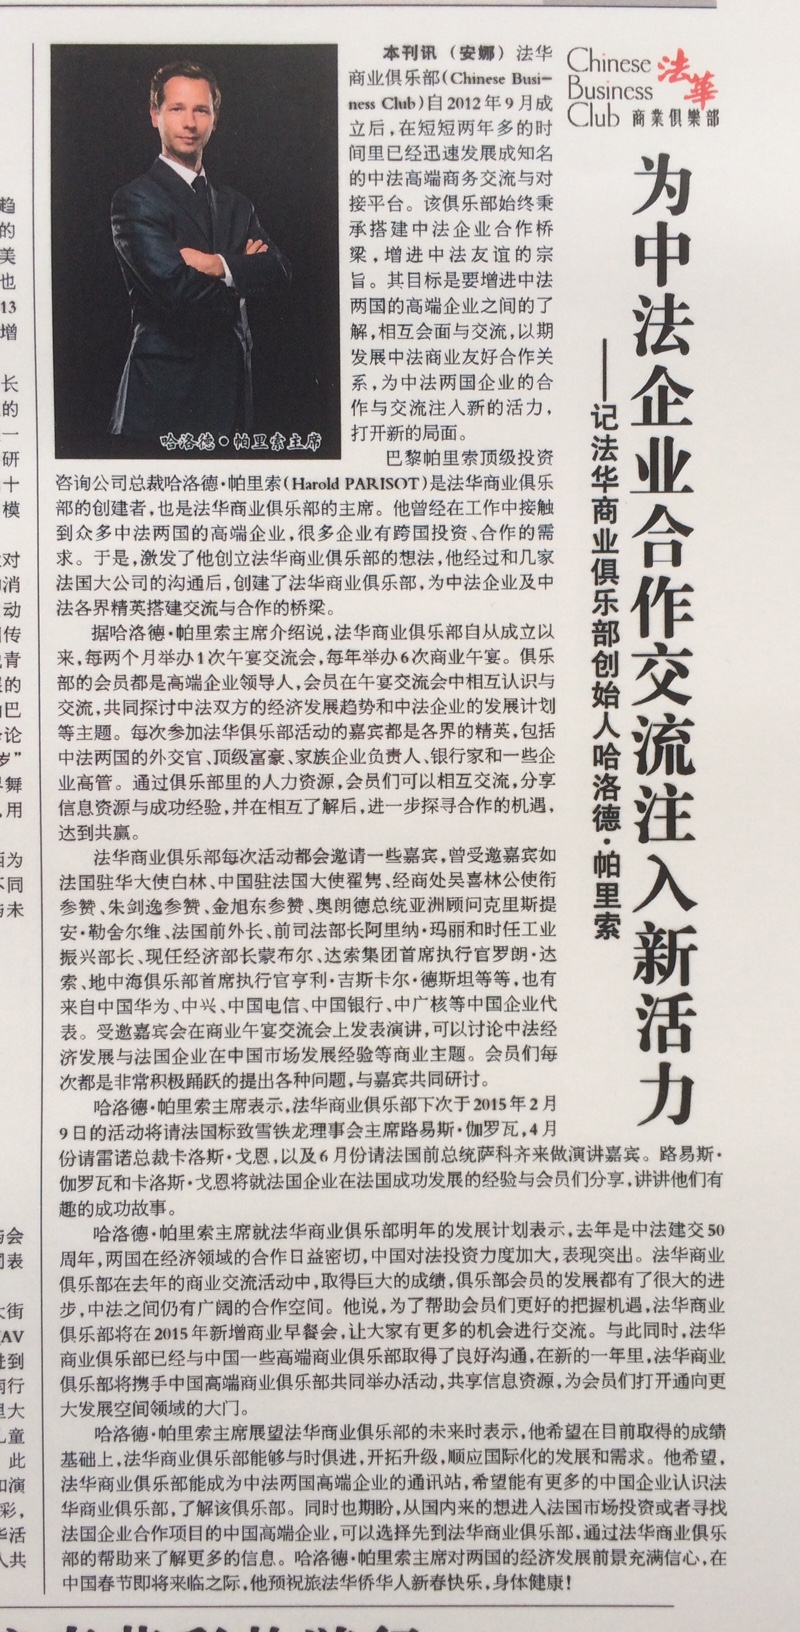 Chinese
Business
Club
法華
商業俱樂部
为中法企业合作交流注入新活力
——记法华商业俱乐部创始人哈洛德·帕里索
哈洛德·帕里索主席
本刊讯（安娜）法华
商业俱乐部(Chinese Busi-
ness Club)自2012年9月成
立后，在短短两年多的时
间里已经迅速发展成知名
的中法高端商务交流与对
接平台。该俱乐部始终秉
承搭建中法企业合作桥
梁，增进中法友谊的宗
旨。其目标是要增进中法
两国的高端企业之间的了
解，相互会面与交流，以期
发展中法商业友好合作关
系，为中法两国企业的合
作与交流注入新的活力，
打开新的局面。
巴黎帕里索顶级投资
咨询公司总裁哈洛德·帕里索(Harold PARISOT)是法华商业俱乐
部的创建者，也是法华商业俱乐部的主席。他曾经在工作中接触
到众多中法两国的高端企业，很多企业有跨国投资、合作的需
求。于是，激发了他创立法华商业俱乐部的想法，他经过和几家
法国大公司的沟通后，创建了法华商业俱乐部，为中法企业及中
法各界精英搭建交流与合作的桥梁。
据哈洛德·帕里索主席介绍说，法华商业俱乐部自从成立以
来，每两个月举办1次午宴交流会，每年举办6次商业午宴。俱乐
部的会员都是高端企业领导人，会员在午宴交流会中相互认识与
交流，共同探讨中法双方的经济发展趋势和中法企业的发展计划
等主题。每次参加法华俱乐部活动的嘉宾都是各界的精英，包括
中法两国的外交官、顶级富豪、家族企业负责人、银行家和一些企
业高管。通过俱乐部里的人力资源，会员们可以相互交流，分享
信息资源与成功经验，并在相互了解后，进一步探寻合作的机遇，
达到共赢。
法华商业俱乐部每次活动都会邀请一些嘉宾，曾受邀嘉宾如
法国驻华大使白林、中国驻法国大使翟隽、经商处吴喜林公使衔
参赞、朱剑逸参赞、金旭东参赞、奥朗德总统亚洲顾问克里斯提
安·勒舍尔维、法国前外长、前司法部长阿里纳·玛丽和时任工业
振兴部长、现任经济部长蒙布尔、达索集团首席执行官罗朗·达
索、地中海俱乐部首席执行官亨利·吉斯卡尔·德斯坦等等，也有
来自中国华为、中兴、中国电信、中国银行、中广核等中国企业代
表。受邀嘉宾会在商业午宴交流会上发表演讲，可以讨论中法经
济发展与法国企业在中国市场发展经验等商业主题。会员们每
次都是非常积极踊跃的提出各种问题，与嘉宾共同研讨。
哈洛德·帕里索主席表示，法华商业俱乐部下次于2015年2月
9日的活动将请法国标致雪铁龙理事会主席路易斯·伽罗瓦，4月
份请雷诺总裁卡洛斯·戈恩，以及6月份请法国前总统萨科齐来做演讲嘉宾。路易斯·
伽罗瓦和卡洛斯·戈恩将就法国企业在法国成功发展的经验与会员们分享，讲讲他们有
趣的成功故事。
哈洛德·帕里索主席就法华商业俱乐部明年的发展计划表示，去年是中法建交50
周年，两国在经济领域的合作日益密切，中国对法投资力度加大，表现突出。法华商业
俱乐部在去年的商业交流活动中，取得巨大的成绩，俱乐部会员的发展都有了很大的进
步，中法之间仍有广阔的合作空间。他说，为了帮助会员们更好的把握机遇，法华商业
俱乐部将在2015年新增商业早餐会，让大家有更多的机会进行交流。与此同时，法华
商业俱乐部已经与中国一些高端商业俱乐部取得了良好沟通，在新的一年里，法华商业
俱乐部将携手中国高端商业俱乐部共同举办活动，共享信息资源，为会员们打开通向更
大发展空间领域的大门。
哈洛德·帕里索主席展望法华商业俱乐部的未来时表示，他希望在目前取得的成绩
基础上，法华商业俱乐部能够与时俱进，开拓升级，顺应国际化的发展和需求。他希望，
法华商业俱乐部能成为中法两国高端企业的通讯站，希望能有更多的中国企业认识法
华商业俱乐部，了解该俱乐部。同时也期盼，从国内来的想进入法国市场投资或者寻找
法国企业合作项目的中国高端企业，可以选择先到法华商业俱乐部，通过法华商业俱乐
部的帮助来了解更多的信息。哈洛德·帕里索主席对两国的经济发展前景充满信心，在
中国春节即将来临之际，他预祝旅法华侨华人新春快乐，身体健康！